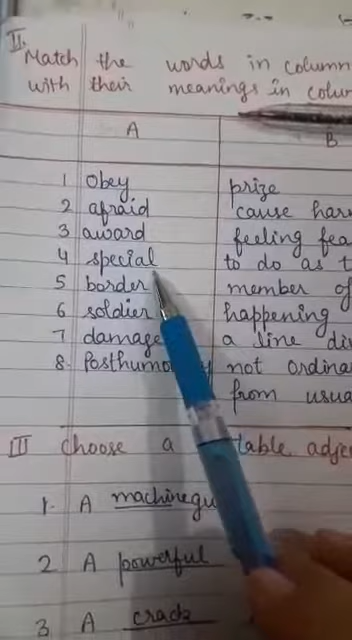 II. Match the words in column
with their meanings in colu
A B
1 obey prize
2 afraid cause har
3 award feeling fea
4 special to do as t
5 border member of
6 soldier happening
7 damage a line di
8. Posthumo y not ordina
from usua
III Choose a table adje
1. A machinegu
2 A powerful
3 A crack